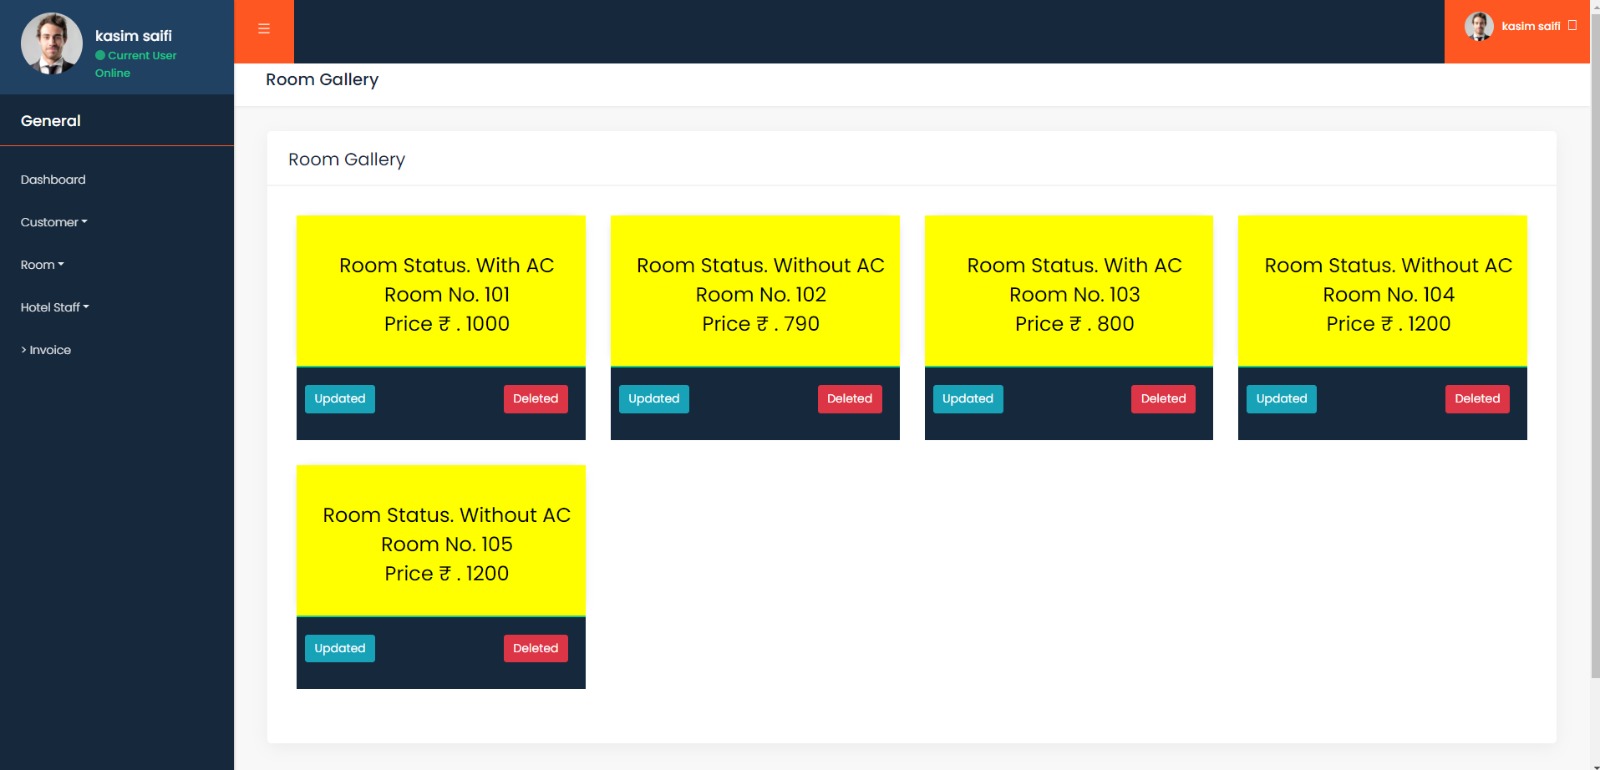 kasim saifi
Current User
Online
General
Dashboard
Customer
Room
Hotel Staff
> Invoice
kasim saifi
Room Gallery
Room Gallery
Room Status. With AC
Room No. 101
Price ₹ . 1000
Updated
Deleted
Room Status. Without AC
Room No. 102
Price ₹ . 790
Updated
Deleted
Room Status. With AC
Room No. 103
Price ₹ . 800
Updated
Deleted
Room Status. Without AC
Room No. 104
Price ₹ . 1200
Updated
Deleted
Room Status. Without AC
Room No. 105
Price ₹ . 1200
Updated
Deleted